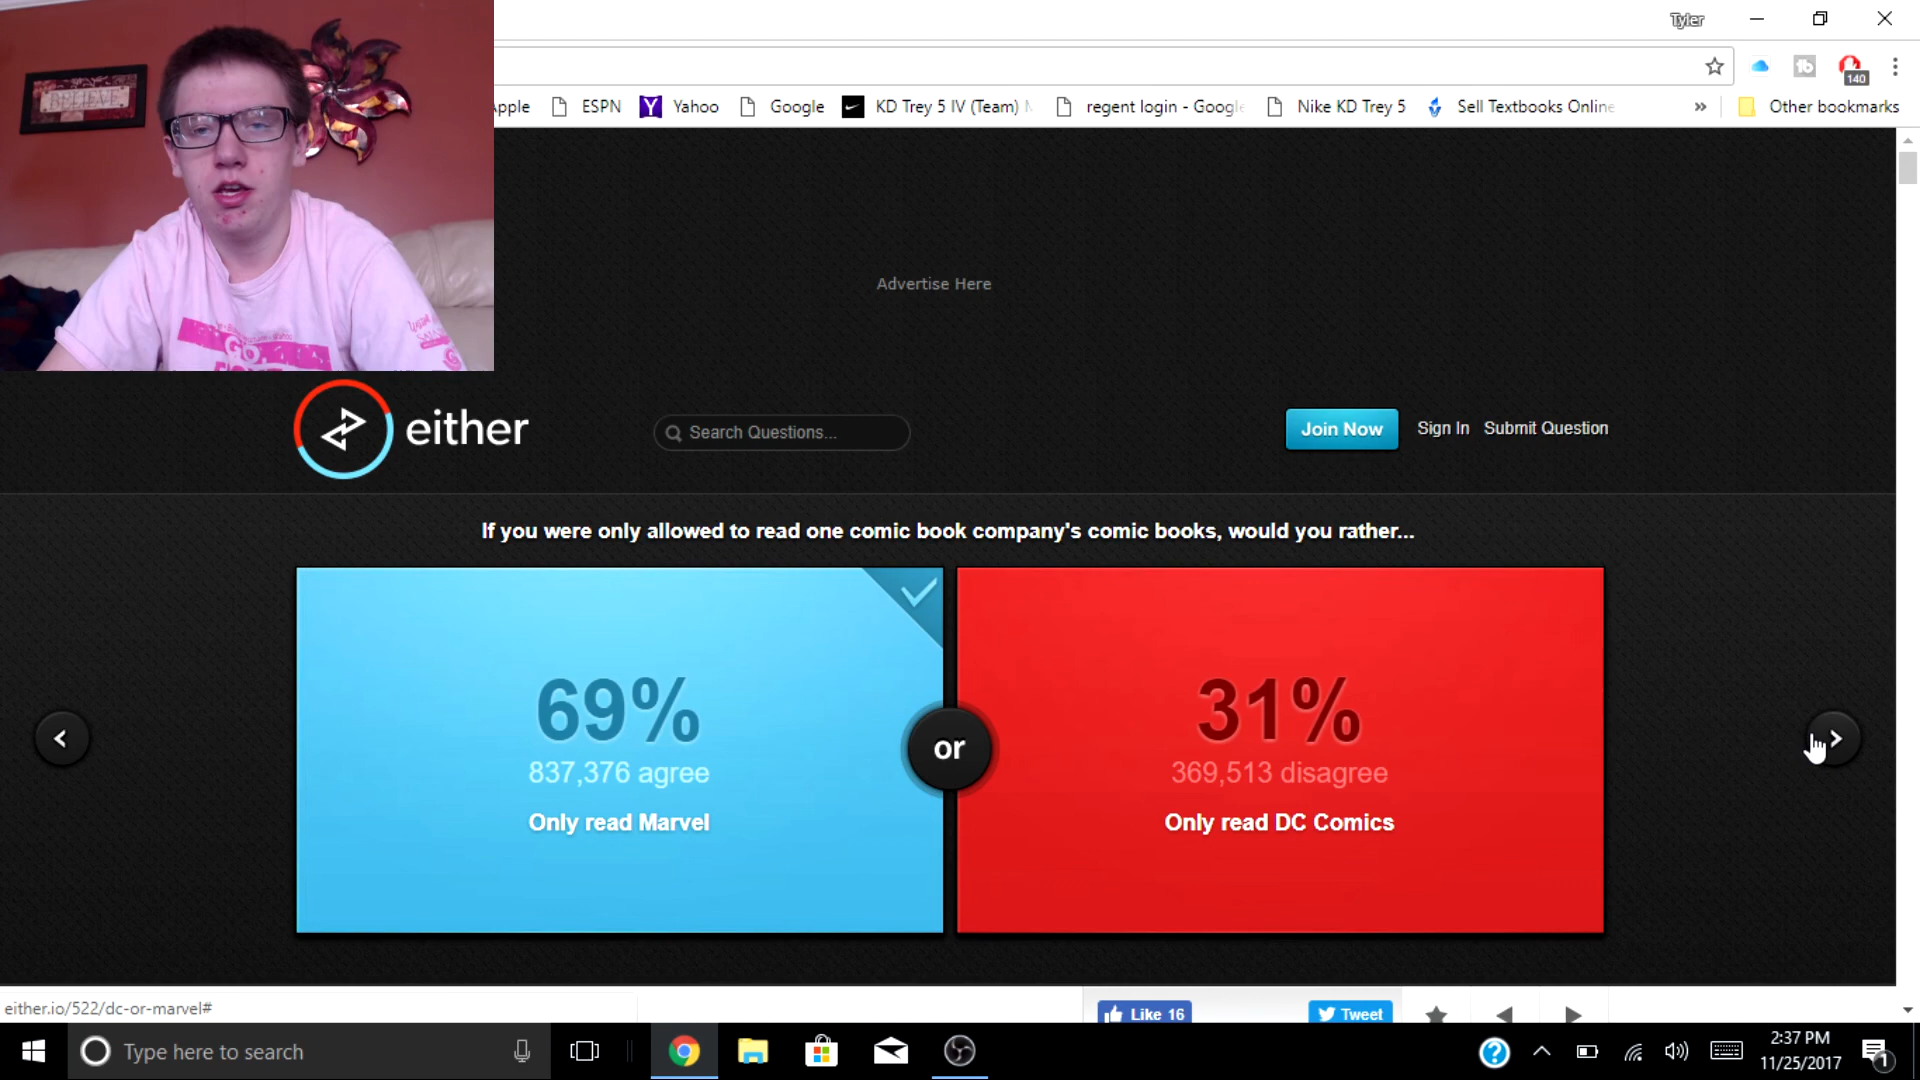 Tyler
BELIEVE
140
Apple
ESPN
Yahoo
Google
KD Trey 5 IV (Team)
regent login - Google
Nike KD Trey 5
Sell Textbooks Online
»
Other bookmarks
GO,
Advertise Here
either
Search Questions...
Join Now
Sign In
Submit Question
If you were only allowed to read one comic book company's comic books, would you rather...
69%
837,376 agree
Only read Marvel
or
31%
369,513 disagree
Only read DC Comics
either.io/522/dc-or-marvel#
Like 16
Tweet
Type here to search
2:37 PM
11/25/2017
1